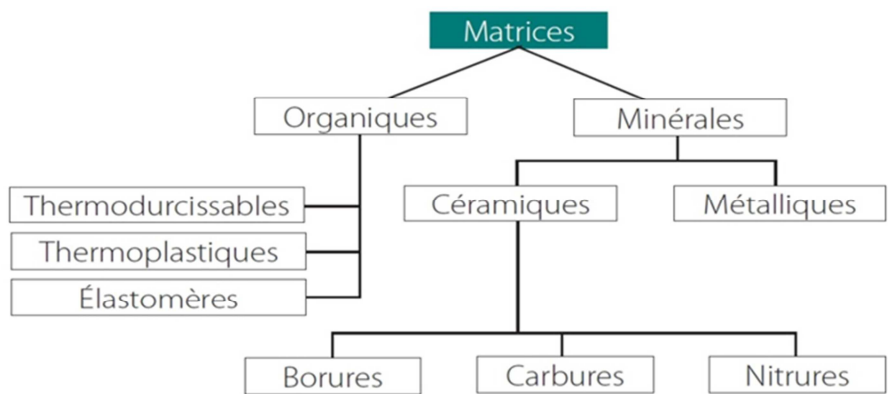 Matrices
Organiques
Minérales
Thermodurcissables
Céramiques
Métalliques
Thermoplastiques
Élastomères
Borures
Carbures
Nitrures